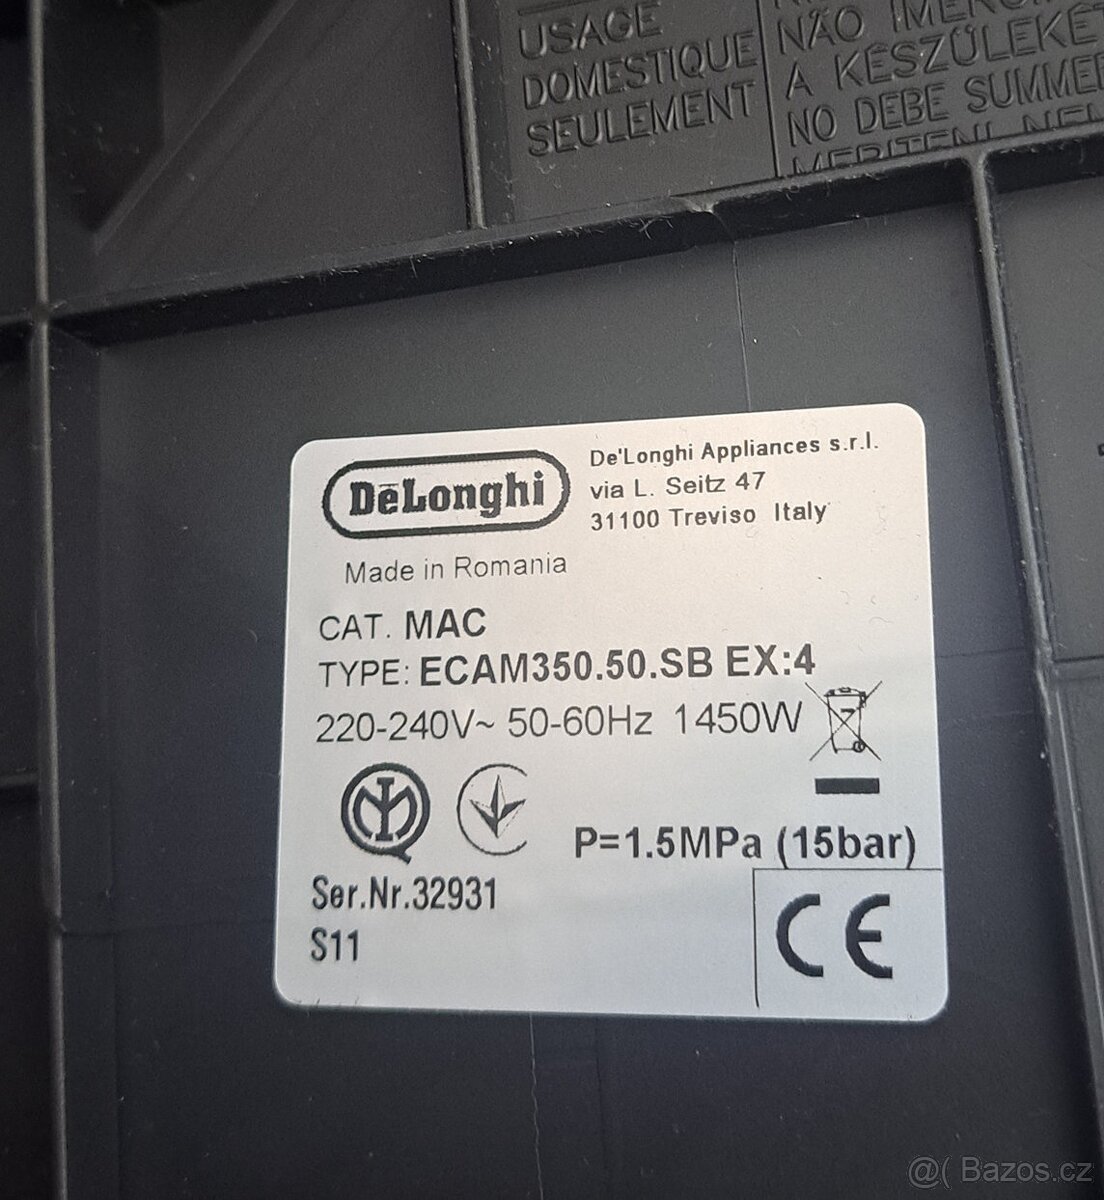 USAGE
DOMESTIQUE
SEULEMENT
NÃO
A KÉSZÜLÉKET
NO DEBE
DeLonghi
De'Longhi Appliances s.r.l.
via L. Seitz 47
31100 Treviso Italy
Made in Romania
CAT. MAC
TYPE: ECAM350.50.SB EX:4
220-240V~ 50-60Hz 1450W
P=1.5MPa (15bar)
Ser.Nr.32931
S11
CE
@( Bazos.cz